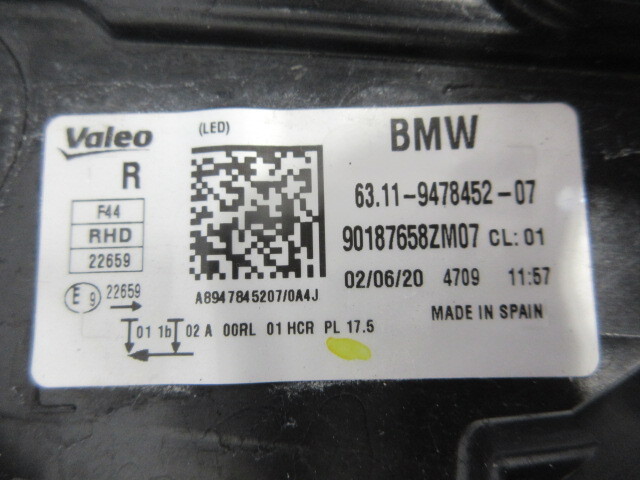 Valeo
(LED)
BMW
R
63.11-9478452-07
F44
RHD
22659
90187658ZM07 CL: 01
02/06/20 4709 11:57
E 9 22659
A8947845207/0A4J
MADE IN SPAIN
01 1b 02 A 00RL 01 HCR PL 17.5